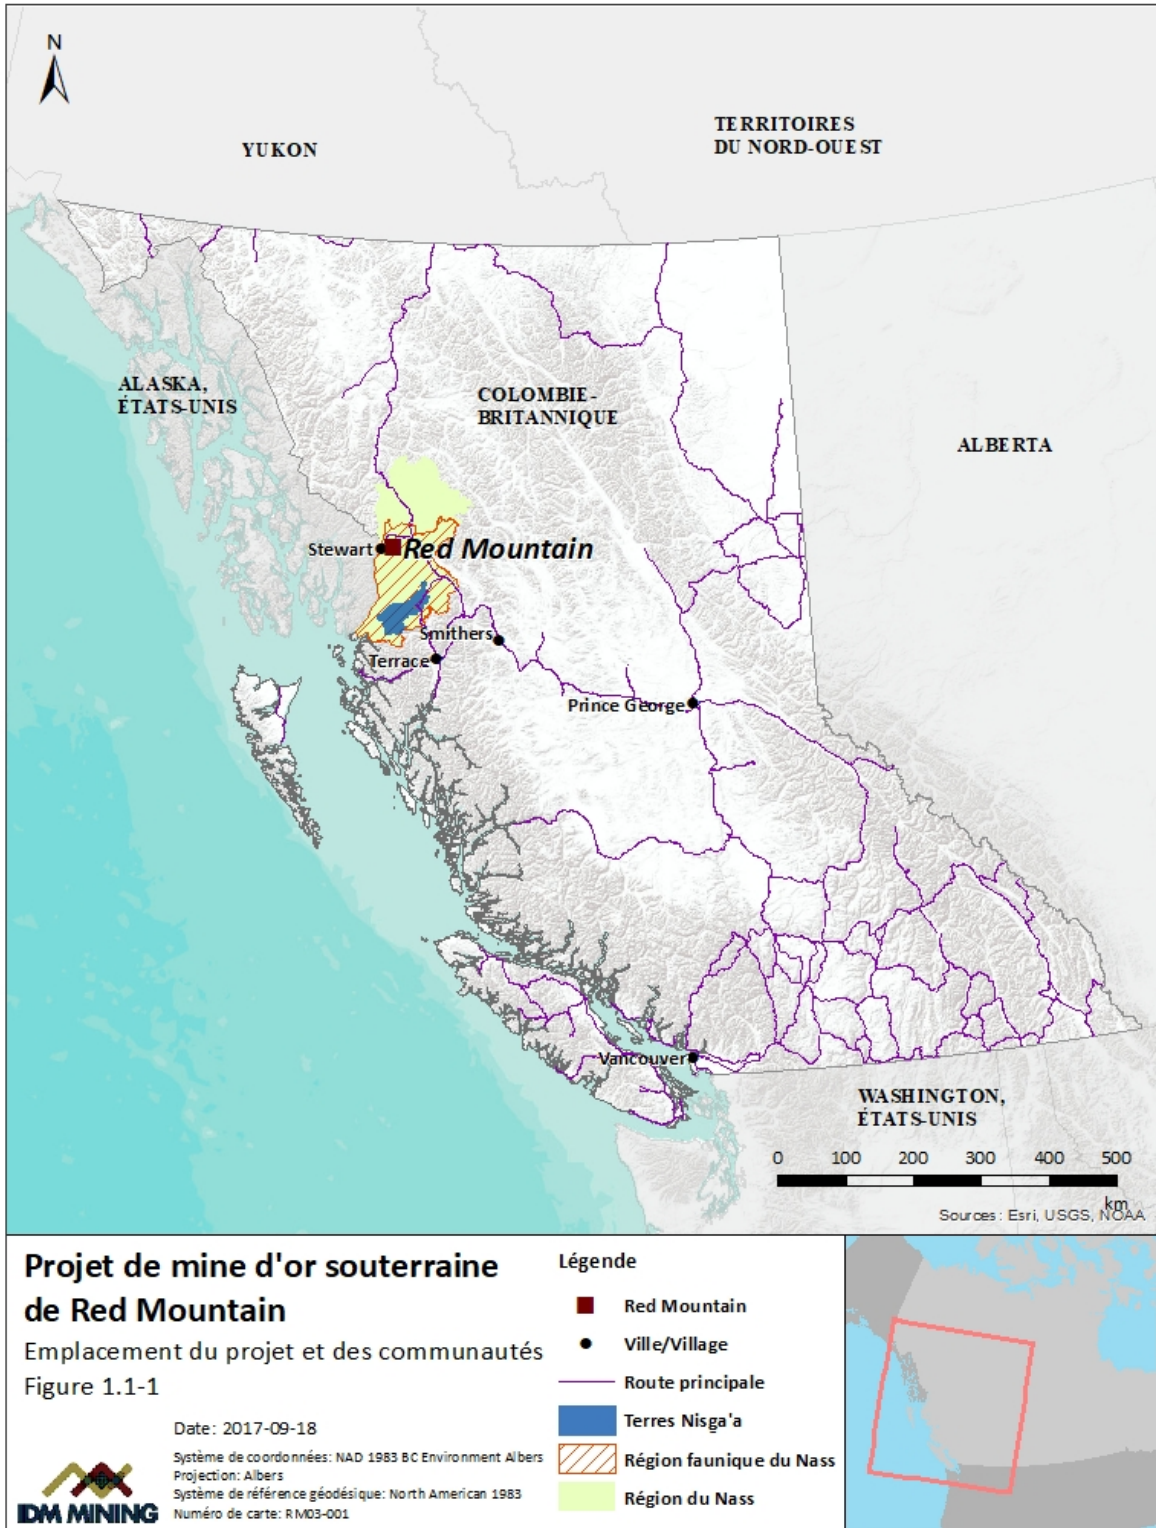 N
YUKON
TERRITOIRES
DU NORD-OUEST
ALASKA,
ÉTATS-UNIS
COLOMBIE-
BRITANNIQUE
ALBERTA
Stewart
Red Mountain
Smithers
Terrace
Prince George
Vancouver
WASHINGTON,
ÉTATS-UNIS
0 100 200 300 400 500
km
Sources: Esri, USGS, NOAA
Projet de mine d'or souterraine
de Red Mountain
Emplacement du projet et des communautés
Figure 1.1-1
Date: 2017-09-18
Système de coordonnées: NAD 1983 BC Environment Albers
Projection: Albers
Système de référence géodésique: North American 1983
Numéro de carte: RM03-001
IDM MINING
Légende
Red Mountain
Ville/Village
Route principale
Terres Nisg̱a'a
Région faunique du Nass
Région du Nass